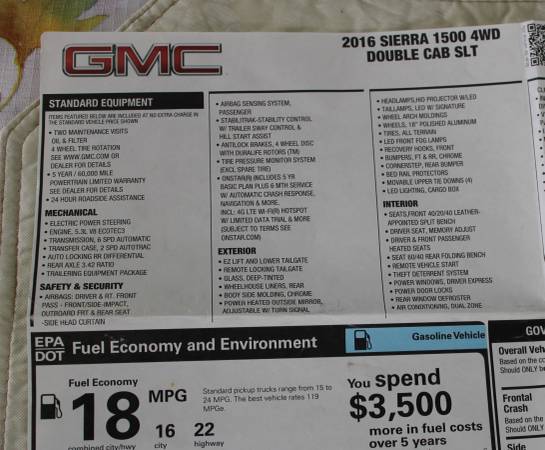 GMC
2016 SIERRA 1500 4WD
DOUBLE CAB SLT
STANDARD EQUIPMENT
ITEMS FEATURED BELOW ARE INCLUDED AT NO EXTRA CHARGE IN
THE STANDARD VEHICLE PRICE SHOWN
• TWO MAINTENANCE VISITS
OIL & FILTER
4 WHEEL TIRE ROTATION
SEE WWW.GMC.COM OR
DEALER FOR DETAILS
• 5 YEAR / 60,000 MILE
POWERTRAIN LIMITED WARRANTY
SEE DEALER FOR DETAILS
• 24 HOUR ROADSIDE ASSISTANCE
MECHANICAL
• ELECTRIC POWER STEERING
• ENGINE, 5.3L V8 ECOTEC3
• TRANSMISSION, 6 SPD AUTOMATIC
• TRANSFER CASE, 2 SPD AUTOTRAC
• AUTO LOCKING RR DIFFERENTIAL
• REAR AXLE 3.42 RATIO
• TRAILERING EQUIPMENT PACKAGE
SAFETY & SECURITY
• AIRBAGS: DRIVER & RT. FRONT
PASS - FRONT/SIDE-IMPACT,
OUTBOARD FRT & REAR SEAT
-SIDE HEAD CURTAIN
• AIRBAG SENSING SYSTEM,
PASSENGER
• STABILITRAK-STABILITY CONTROL
W/ TRAILER SWAY CONTROL &
HILL START ASSIST
• ANTILOCK BRAKES, 4 WHEEL DISC
WITH DURALIFE ROTORS (TM)
• TIRE PRESSURE MONITOR SYSTEM
(EXCL SPARE TIRE)
• ONSTAR(R) INCLUDES 5 YR
BASIC PLAN PLUS 6 MTH SERVICE
W/ AUTOMATIC CRASH RESPONSE,
NAVIGATION & MORE.
INCL: 4G LTE WI-FI(R) HOTSPOT
W/ LIMITED DATA TRIAL & MORE
(SUBJECT TO TERMS SEE
ONSTAR.COM)
EXTERIOR
• EZ LIFT AND LOWER TAILGATE
• REMOTE LOCKING TAILGATE
• GLASS, DEEP-TINTED
• WHEELHOUSE LINERS, REAR
• BODY SIDE MOLDING, CHROME
• POWER HEATED OUTSIDE MIRROR,
ADJUSTABLE W/ TURN SIGNAL
• HEADLAMPS,HID PROJECTOR W/LED
• TAILLAMPS, LED W/ SIGNATURE
• WHEEL ARCH MOLDINGS
• WHEELS, 18" POLISHED ALUMINUM
• TIRES, ALL TERRAIN
• LED FRONT FOG LAMPS
• RECOVERY HOOKS, FRONT
• BUMPERS, FT & RR, CHROME
• CORNERSTEP, REAR BUMPER
• BED RAIL PROTECTORS
• MOVABLE UPPER TIE DOWNS (4)
• LED LIGHTING, CARGO BOX
INTERIOR
• SEATS,FRONT 40/20/40 LEATHER-
APPOINTED SPLIT BENCH
• DRIVER SEAT, MEMORY ADJUST
• DRIVER & FRONT PASSENGER
HEATED SEATS
• SEAT 60/40 REAR FOLDING BENCH
• REMOTE VEHICLE START
• THEFT DETERRENT SYSTEM
• POWER WINDOWS, DRIVER EXPRESS
• POWER DOOR LOCKS
• REAR WINDOW DEFROSTER
• AIR CONDITIONING, DUAL ZONE
EPA
DOT
Fuel Economy and Environment
Gasoline Vehicle
Fuel Economy
18 MPG
Standard pickup trucks range from 15 to
24 MPG. The best vehicle rates 119
MPGe.
16 22
city highway
combined city/hwy
You spend
$3,500
more in fuel costs
over 5 years
GOV
Overall Veh
Based on the co
Should ONLY be
Frontal
Crash
Based on the
Should ONLY
Side